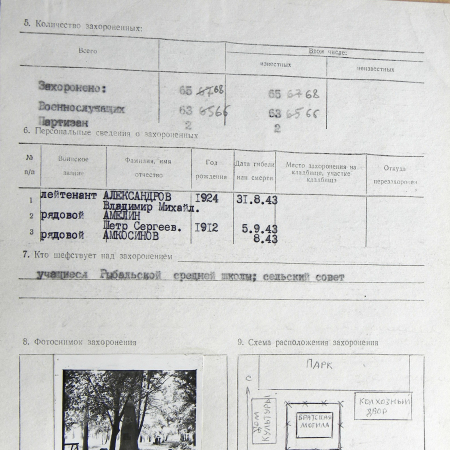 5. Количество захороненных:
Всего
В том числе:
известных
неизвестных
Захоронено: 65 67 68 65 67 68
Военнослужащих 63 65 66 63 65 66
Партизан 2 2
6. Персональные сведения о захороненных
№ п/п
Воинское звание
Фамилия, имя отчество
Год рождения
Дата гибели или смерти
Место захоронения на кладбище, участке кладбища
Откуда перезахоронен
1 лейтенант АЛЕКСАНДРОВ 1924 31.8.43
Владимир Михайл.
2 рядовой АМЕЛИН
Петр Сергеев. 1912 5.9.43
3 рядовой АМКОСИНОВ 8.43
7. Кто шефствует над захоронением
учащиеся Рыбальской средней школы; сельский совет
8. Фотоснимок захоронения
9. Схема расположения захоронения
ПАРК
С
ДОМ КУЛЬТУРЫ
БРАТСКАЯ МОГИЛА
КОЛХОЗНЫЙ ДВОР